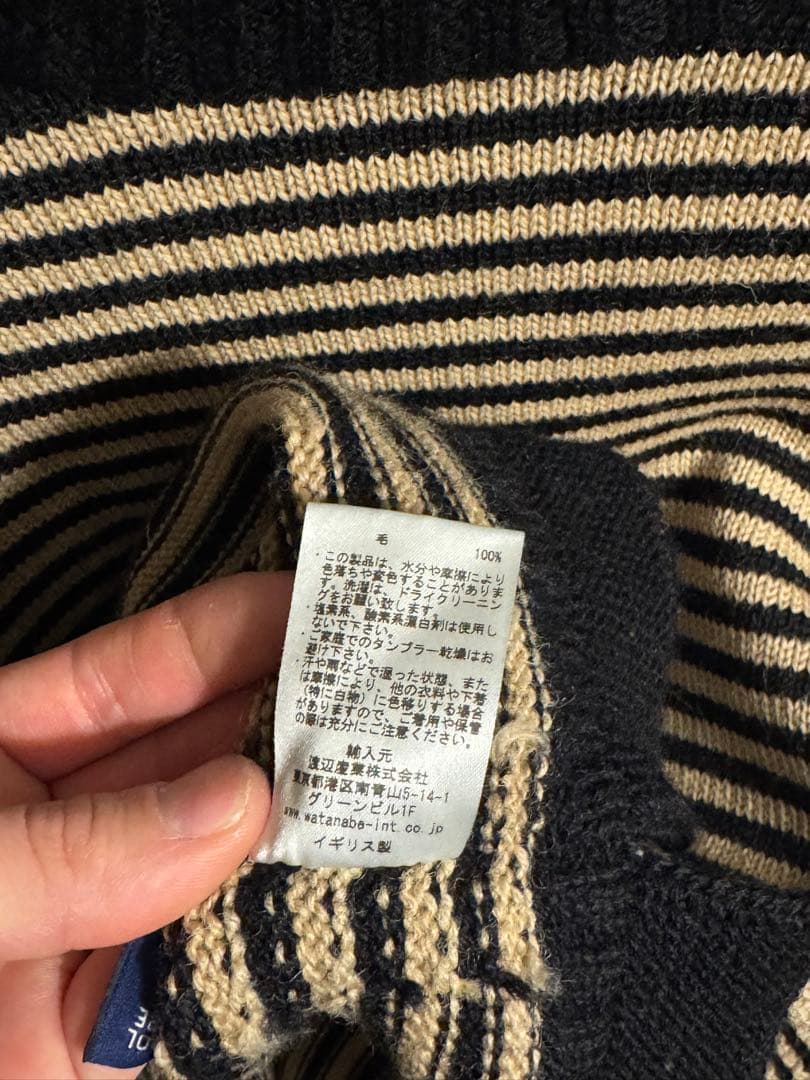 毛 100%
・この製品は、水分や摩擦により
色落ちや変色することがありま
す。洗濯は、ドライクリーニン
グをお願い致します。
・塩素系、酸素系漂白剤は使用し
ないで下さい。
・ご家庭でのタンブラー乾燥はお
避け下さい。
・汗や雨などで湿った状態、また
は摩擦により、他の衣料や下着
(特に白物)に色移りする場合
がありますので、ご着用や保管
の際は充分にご注意ください。
輸入元
渡辺産業株式会社
東京都港区南青山5-14-1
グリーンビル1F
www.watanabe-int.co.jp
イギリス製